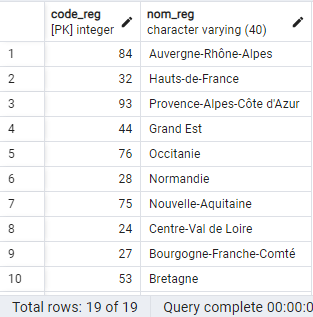 code_reg nom_reg
[PK] integer character varying (40)
1 84 Auvergne-Rhône-Alpes
2 32 Hauts-de-France
3 93 Provence-Alpes-Côte d'Azur
4 44 Grand Est
5 76 Occitanie
6 28 Normandie
7 75 Nouvelle-Aquitaine
8 24 Centre-Val de Loire
9 27 Bourgogne-Franche-Comté
10 53 Bretagne
Total rows: 19 of 19 Query complete 00:00:0